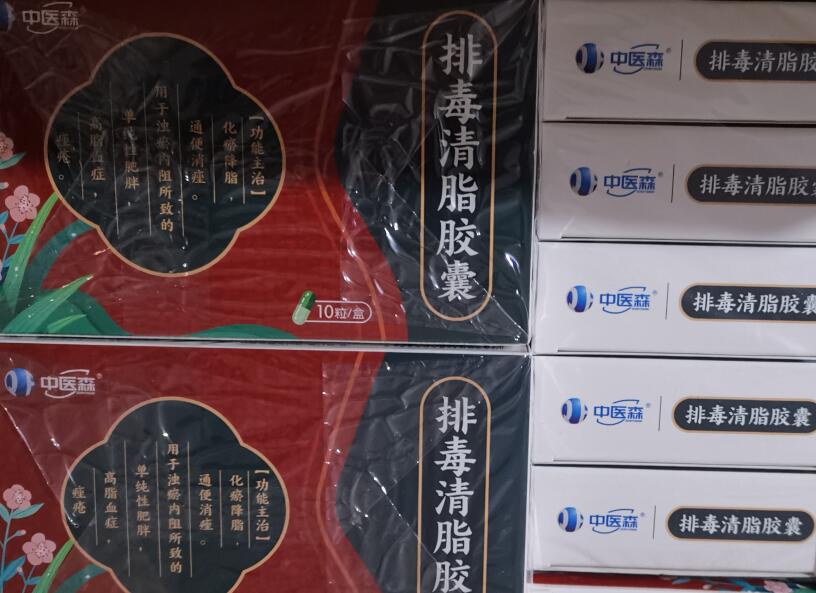 中医森
排毒清脂胶囊
【功能主治】
化瘀降脂，
通便消痤。
用于浊瘀内阻所致的
单纯性肥胖，
高脂血症，
痤疮。
10粒/盒
中医森
排毒清脂胶
【功能主治】
化瘀降脂，
通便消痤。
用于浊瘀内阻所致的
单纯性肥胖，
高脂血症，
痤疮
中医森 排毒清脂胶
中医森 排毒清脂胶囊
中医森 排毒清脂胶囊
中医森 排毒清脂胶囊
中医森 排毒清脂胶囊